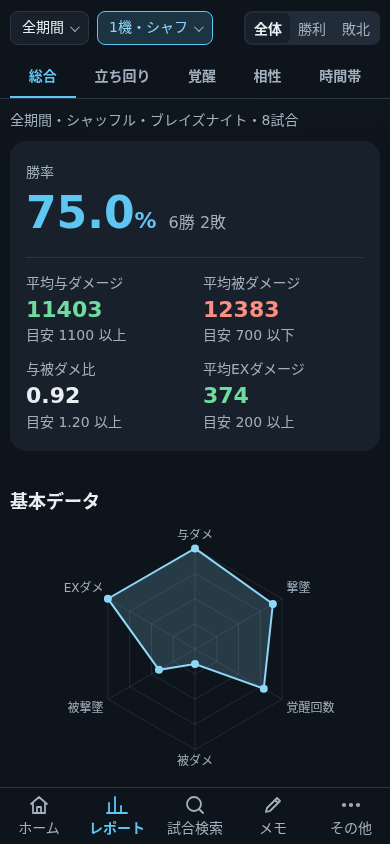 全期間 1機・シャフ 全体 勝利 敗北
総合 立ち回り 覚醒 相性 時間帯
全期間・シャッフル・ブレイズナイト・8試合
勝率
75.0% 6勝 2敗
平均与ダメージ 平均被ダメージ
11403 12383
目安 1100 以上 目安 700 以下
与被ダメ比 平均EXダメージ
0.92 374
目安 1.20 以上 目安 200 以上
基本データ
与ダメ
EXダメ 撃墜
被撃墜 覚醒回数
被ダメ
ホーム レポート 試合検索 メモ その他